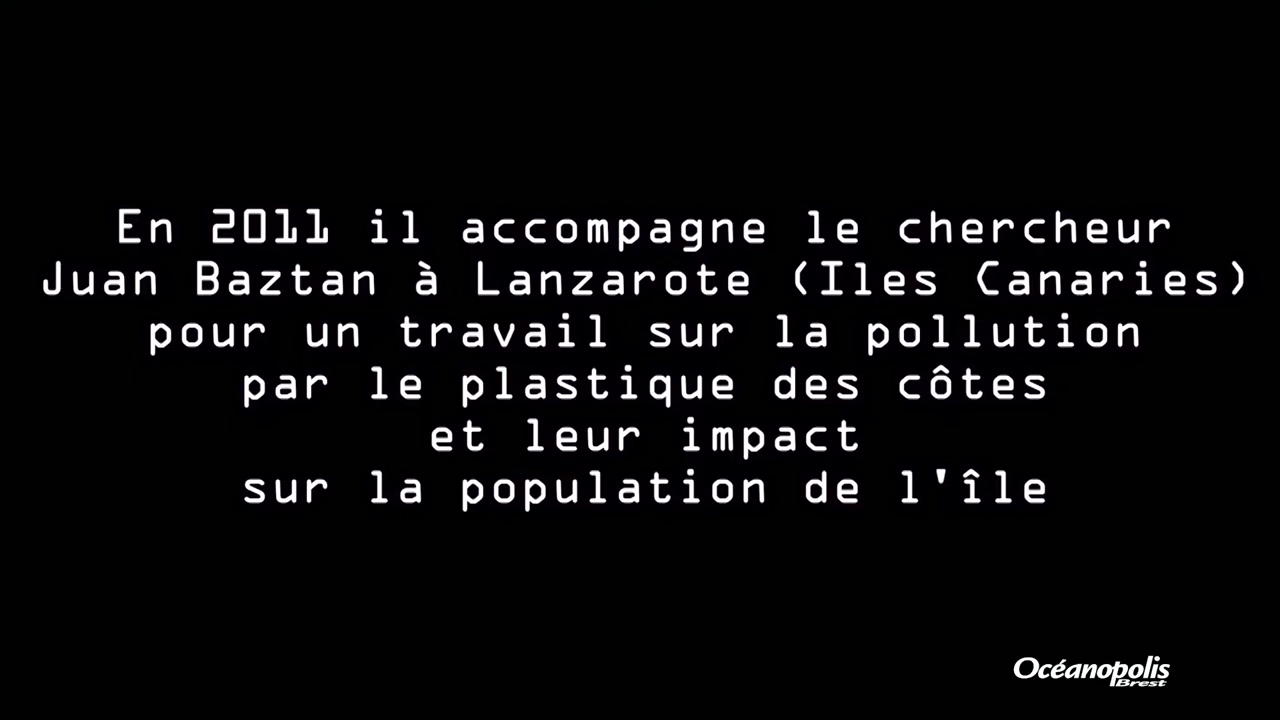 En 2011 il accompagne le chercheur
Juan Baztan à Lanzarote (Iles Canaries)
pour un travail sur la pollution
par le plastique des côtes
et leur impact
sur la population de l'île
Océanopolis
Brest